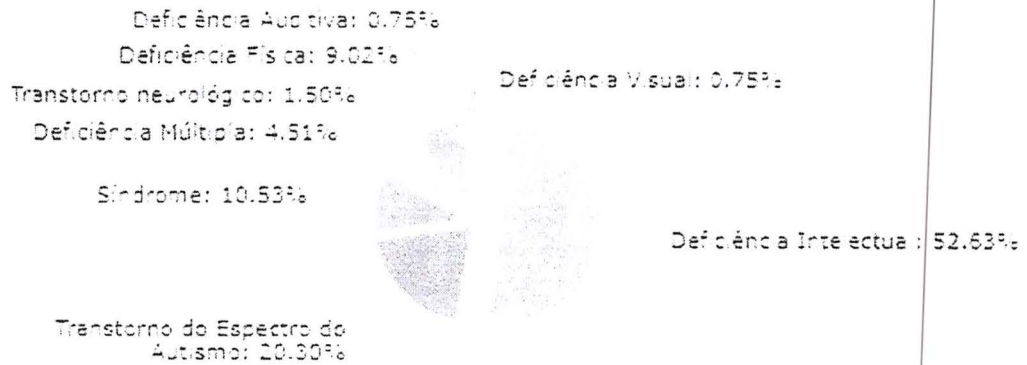 Deficiência Auditiva: 0.75%
Deficiência Física: 9.02%
Deficiência Visual: 0.75%
Transtorno neurológico: 1.50%
Deficiência Múltipla: 4.51%
Síndrome: 10.53%
Deficiência Intelectual: 52.63%
Transtorno do Espectro do
Autismo: 20.30%